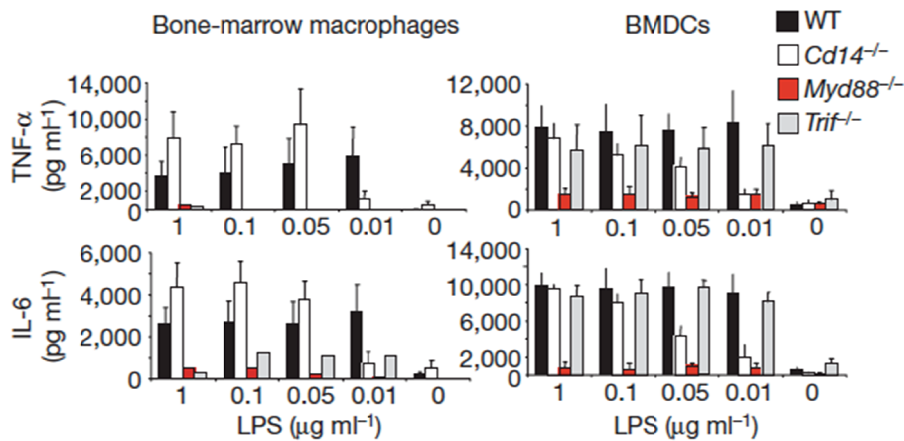 Bone-marrow macrophages
BMDCs
WT
Cd14–/–
Myd88–/–
Trif–/–
TNF-α
(pg ml–1)
14,000
10,000
6,000
2,000
0
1 0.1 0.05 0.01 0
12,000
8,000
4,000
0
1 0.1 0.05 0.01 0
IL-6
(pg ml–1)
6,000
4,000
2,000
0
1 0.1 0.05 0.01 0
LPS (μg ml–1)
14,000
10,000
6,000
2,000
0
1 0.1 0.05 0.01 0
LPS (μg ml–1)